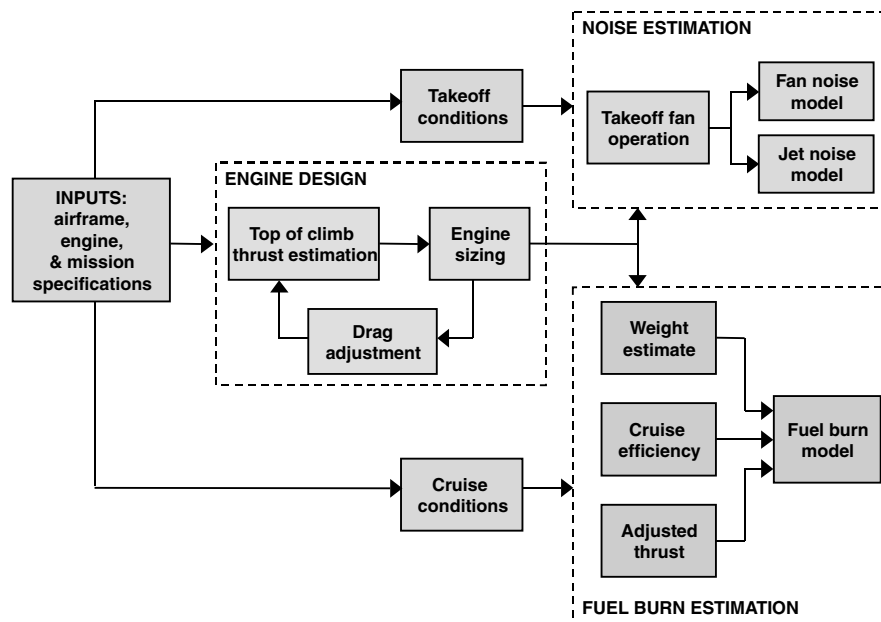 NOISE ESTIMATION
Takeoff
conditions
Takeoff fan
operation
Fan noise
model
Jet noise
model
INPUTS:
airframe,
engine,
& mission
specifications
ENGINE DESIGN
Top of climb
thrust estimation
Engine
sizing
Drag
adjustment
Cruise
conditions
Weight
estimate
Cruise
efficiency
Adjusted
thrust
Fuel burn
model
FUEL BURN ESTIMATION